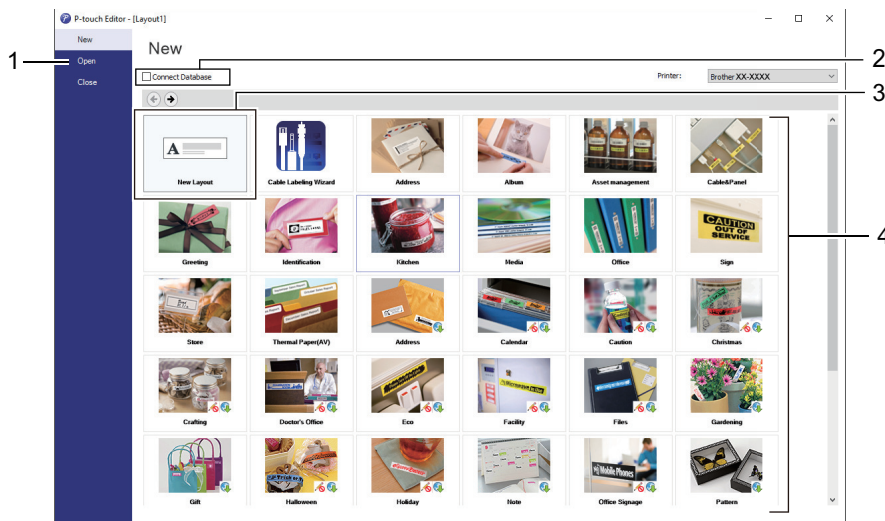 P-touch Editor - [Layout1]
New
Open
Close
New
Connect Database
Printer:
Brother XX-XXXX
1
2
3
4
A
New Layout
Cable Labeling Wizard
Address
Album
Asset management
Cable&Panel
Greeting
Identification
Kitchen
Media
Office
CAUTION
OUT OF
SERVICE
Sign
Store
Thermal Paper(AV)
Address
Calendar
Caution
Christmas
Crafting
Doctor's Office
Eco
Facility
Files
Gardening
Gift
Halloween
Holiday
Note
Mobile Phones
Office Signage
Pattern